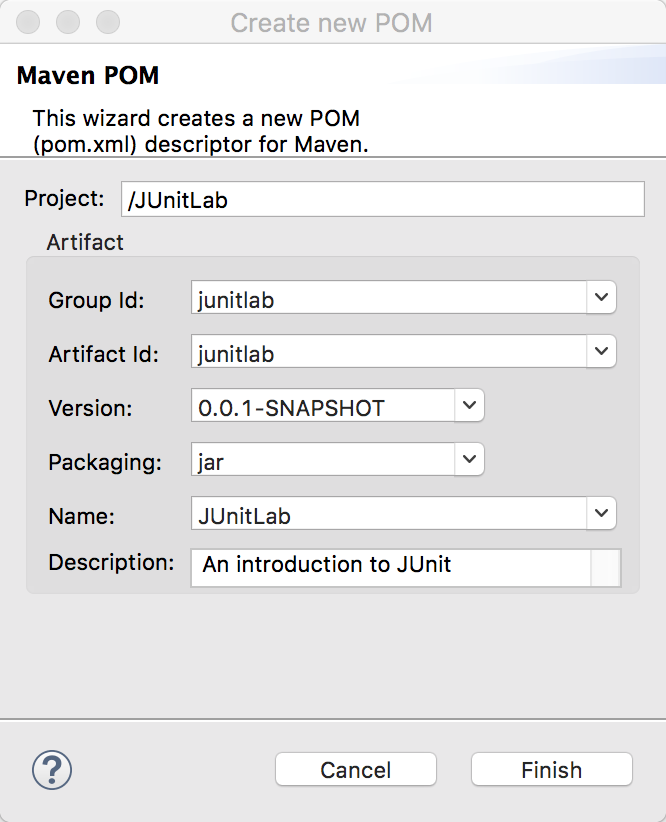 Create new POM
Maven POM
This wizard creates a new POM
(pom.xml) descriptor for Maven.
Project: /JUnitLab
Artifact
Group Id: junitlab
Artifact Id: junitlab
Version: 0.0.1-SNAPSHOT
Packaging: jar
Name: JUnitLab
Description: An introduction to JUnit
? Cancel Finish